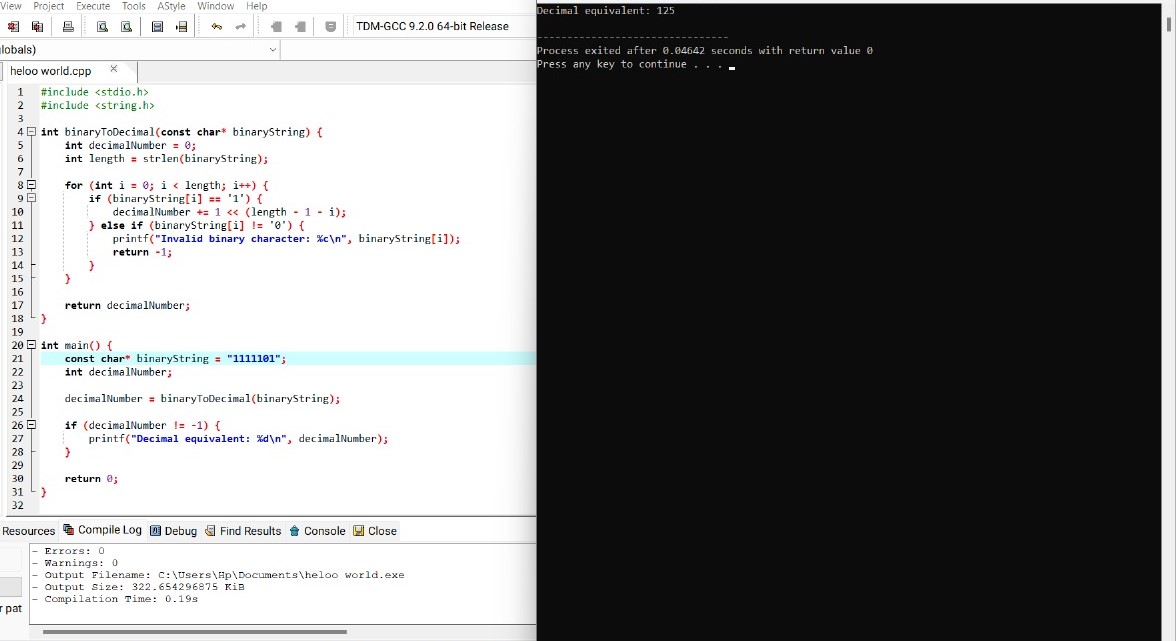 View Project Execute Tools AStyle Window Help
TDM-GCC 9.2.0 64-bit Release
lobals)
heloo world.cpp
1 #include <stdio.h>
2 #include <string.h>
3
4 int binaryToDecimal(const char* binaryString) {
5 int decimalNumber = 0;
6 int length = strlen(binaryString);
7
8 for (int i = 0; i < length; i++) {
9 if (binaryString[i] == '1') {
10 decimalNumber += 1 << (length - 1 - i);
11 } else if (binaryString[i] != '0') {
12 printf("Invalid binary character: %c\n", binaryString[i]);
13 return -1;
14 }
15 }
16
17 return decimalNumber;
18 }
19
20 int main() {
21 const char* binaryString = "1111101";
22 int decimalNumber;
23
24 decimalNumber = binaryToDecimal(binaryString);
25
26 if (decimalNumber != -1) {
27 printf("Decimal equivalent: %d\n", decimalNumber);
28 }
29
30 return 0;
31 }
32
Resources Compile Log Debug Find Results Console Close
- Errors: 0
- Warnings: 0
- Output Filename: C:\Users\Hp\Documents\heloo world.exe
- Output Size: 322.654296875 KiB
- Compilation Time: 0.19s
r pat
Decimal equivalent: 125
--------------------------------
Process exited after 0.04642 seconds with return value 0
Press any key to continue . . .